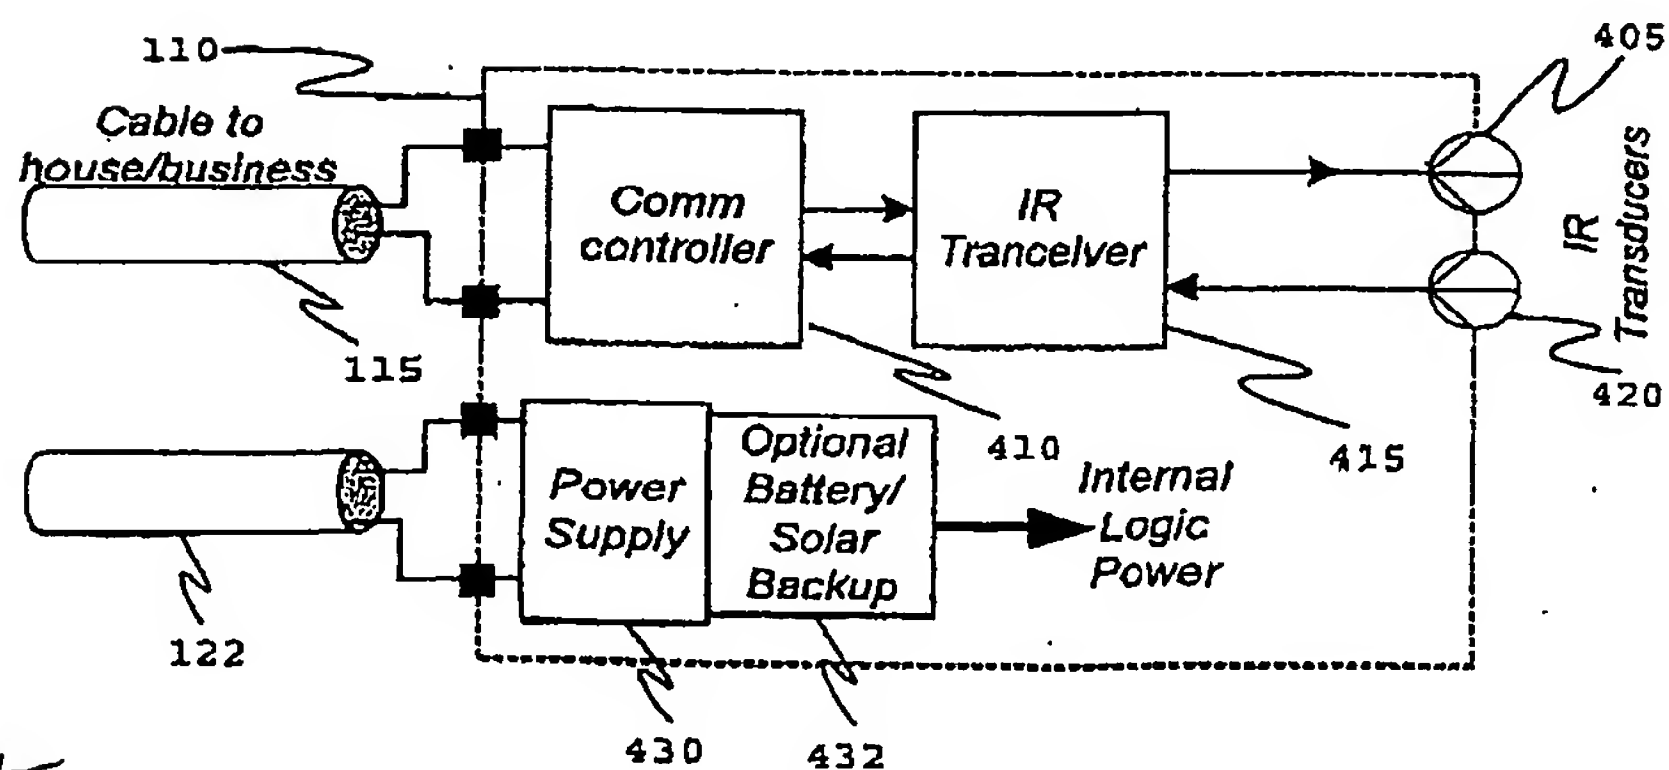 110
405
Cable to
house/business
Comm
controller
IR
Tranceiver
IR
Transducers
115
410
415
420
Power
Supply
Optional
Battery/
Solar
Backup
Internal
Logic
Power
122
430
432